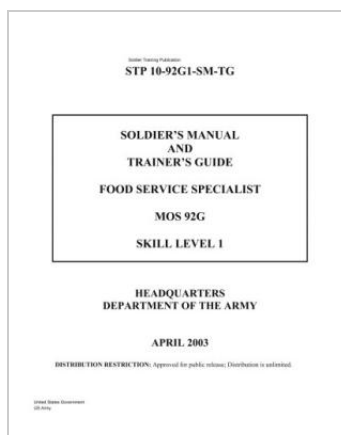 Soldier Training Publication
STP 10-92G1-SM-TG
SOLDIER'S MANUAL
AND
TRAINER'S GUIDE
FOOD SERVICE SPECIALIST
MOS 92G
SKILL LEVEL 1
HEADQUARTERS
DEPARTMENT OF THE ARMY
APRIL 2003
DISTRIBUTION RESTRICTION: Approved for public release; Distribution is unlimited.
United States Government
US Army